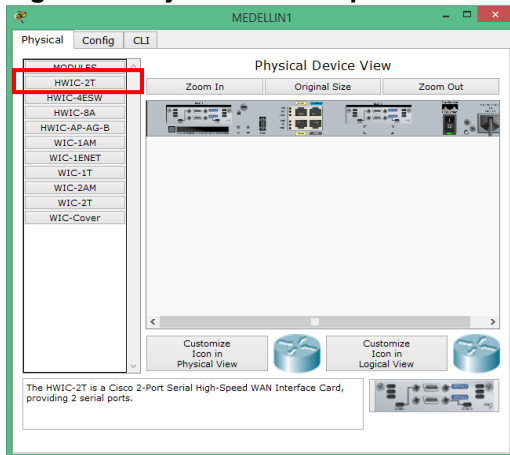 MEDELLIN1
Physical Config CLI
MODULES
HWIC-2T
HWIC-4ESW
HWIC-8A
HWIC-AP-AG-B
WIC-1AM
WIC-1ENET
WIC-1T
WIC-2AM
WIC-2T
WIC-Cover
Physical Device View
Zoom In Original Size Zoom Out
Customize
Icon in
Physical View
Customize
Icon in
Logical View
The HWIC-2T is a Cisco 2-Port Serial High-Speed WAN Interface Card,
providing 2 serial ports.